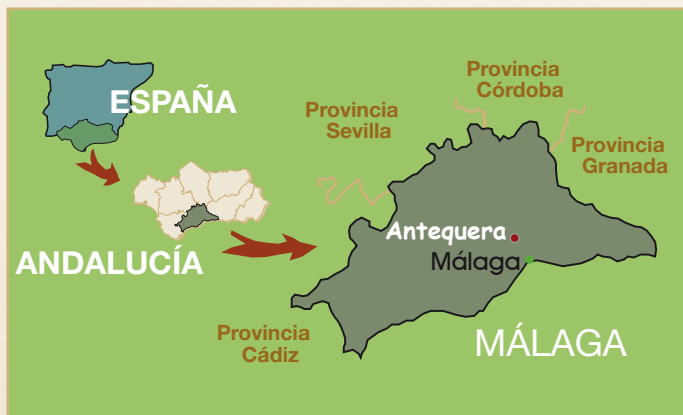 ESPAÑA
Provincia
Córdoba
Provincia
Sevilla
Provincia
Granada
Antequera
Málaga
ANDALUCÍA
Provincia
Cádiz
MÁLAGA